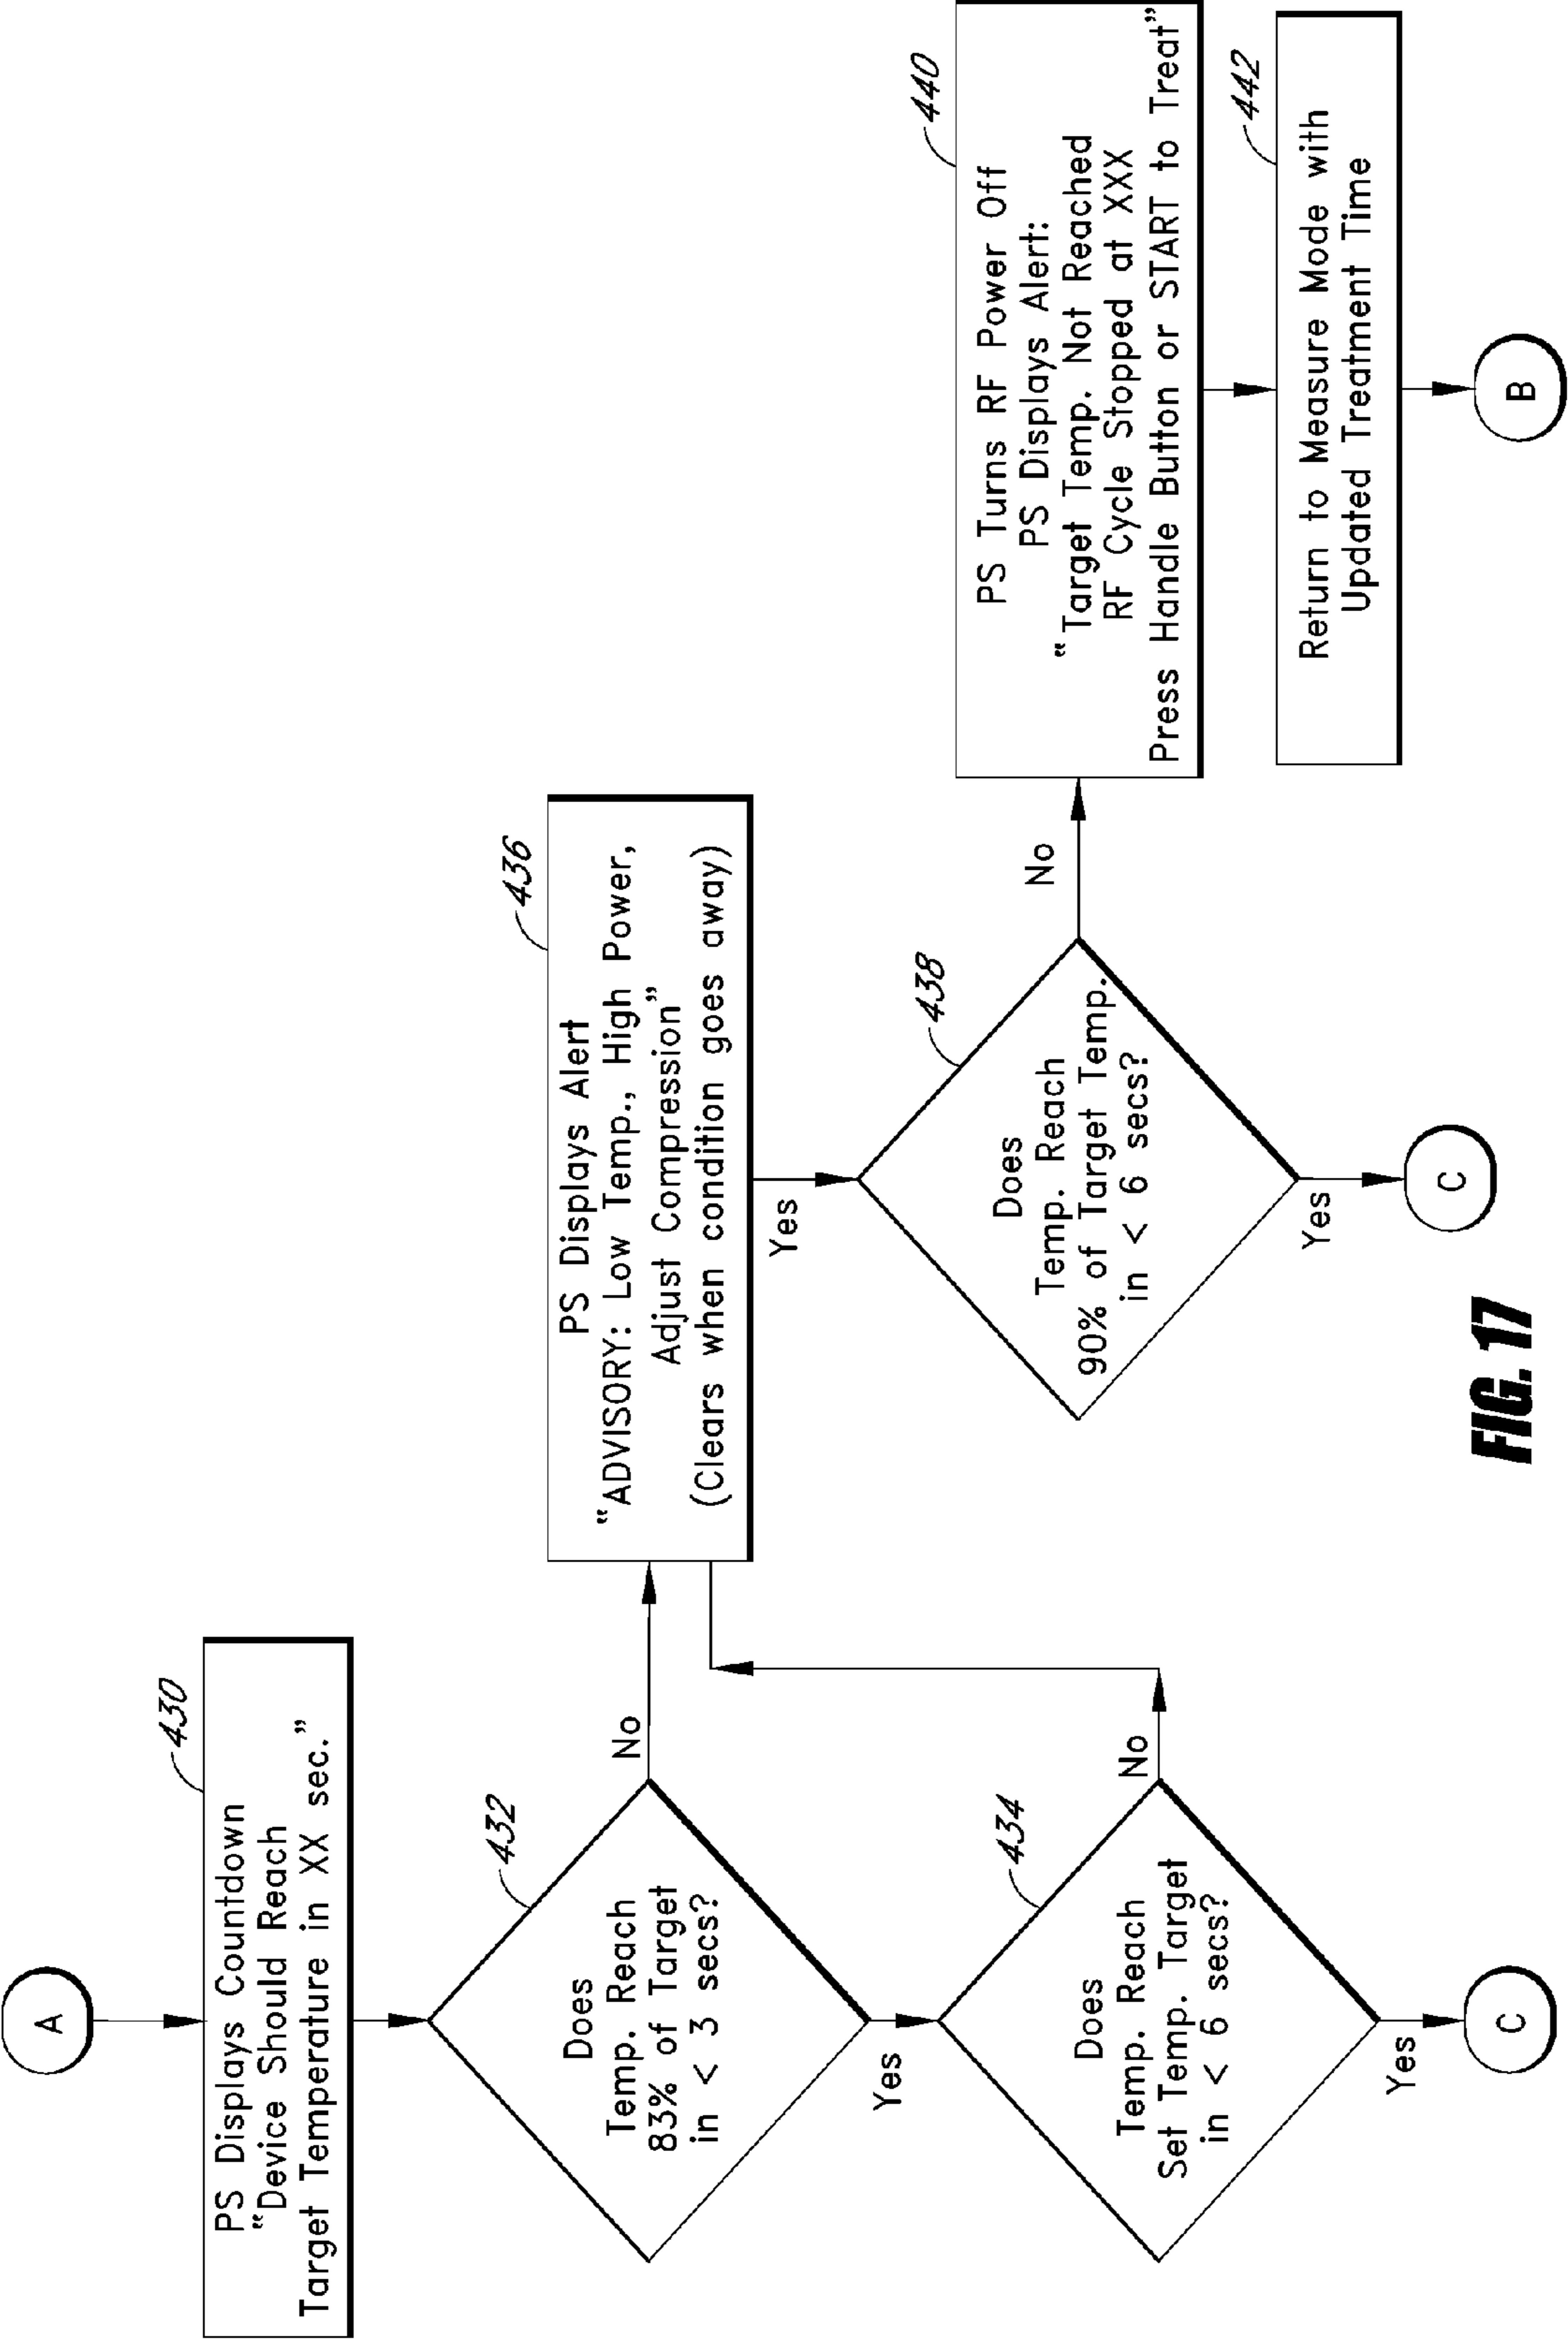 A
430
PS Displays Countdown
“Device Should Reach
Target Temperature in XX sec.”
432
Does
Temp. Reach
83% of Target
in < 3 secs?
No
Yes
434
Does
Temp. Reach
Set Temp. Target
in < 6 secs?
No
Yes
C
436
PS Displays Alert
“ADVISORY: Low Temp., High Power,
Adjust Compression”
(Clears when condition goes away)
Yes
438
Does
Temp. Reach
90% of Target Temp.
in < 6 secs?
No
Yes
C
440
PS Turns RF Power Off
PS Displays Alert:
“Target Temp. Not Reached
RF Cycle Stopped at XXX
Press Handle Button or START to Treat”
442
Return to Measure Mode with
Updated Treatment Time
B
FIG. 17